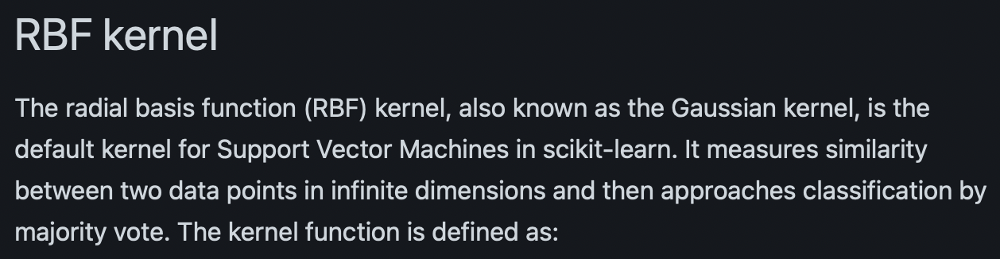 RBF kernel
The radial basis function (RBF) kernel, also known as the Gaussian kernel, is the
default kernel for Support Vector Machines in scikit-learn. It measures similarity
between two data points in infinite dimensions and then approaches classification by
majority vote. The kernel function is defined as: